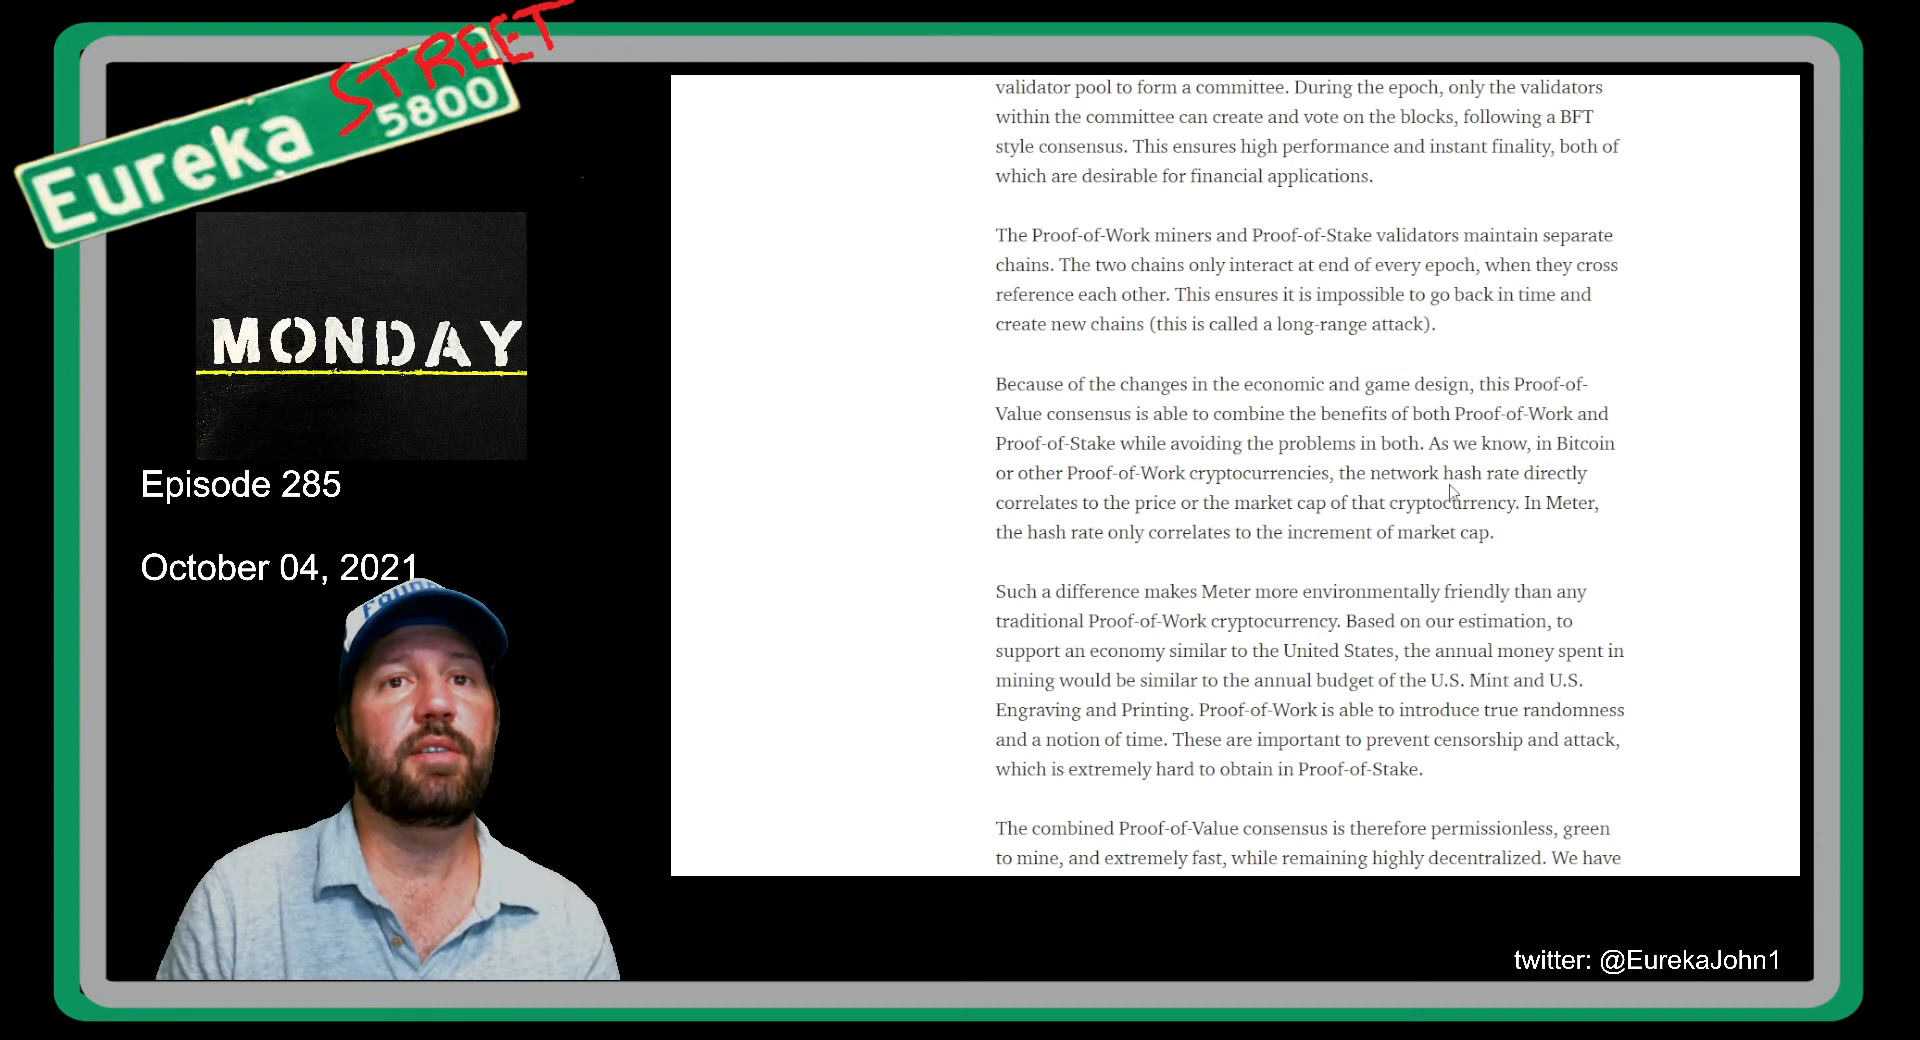 Eureka
STREET
5800
MONDAY
Episode 285
October 04, 2021
validator pool to form a committee. During the epoch, only the validators
within the committee can create and vote on the blocks, following a BFT
style consensus. This ensures high performance and instant finality, both of
which are desirable for financial applications.
The Proof-of-Work miners and Proof-of-Stake validators maintain separate
chains. The two chains only interact at end of every epoch, when they cross
reference each other. This ensures it is impossible to go back in time and
create new chains (this is called a long-range attack).
Because of the changes in the economic and game design, this Proof-of-
Value consensus is able to combine the benefits of both Proof-of-Work and
Proof-of-Stake while avoiding the problems in both. As we know, in Bitcoin
or other Proof-of-Work cryptocurrencies, the network hash rate directly
correlates to the price or the market cap of that cryptocurrency. In Meter,
the hash rate only correlates to the increment of market cap.
Such a difference makes Meter more environmentally friendly than any
traditional Proof-of-Work cryptocurrency. Based on our estimation, to
support an economy similar to the United States, the annual money spent in
mining would be similar to the annual budget of the U.S. Mint and U.S.
Engraving and Printing. Proof-of-Work is able to introduce true randomness
and a notion of time. These are important to prevent censorship and attack,
which is extremely hard to obtain in Proof-of-Stake.
The combined Proof-of-Value consensus is therefore permissionless, green
to mine, and extremely fast, while remaining highly decentralized. We have
twitter: @EurekaJohn1